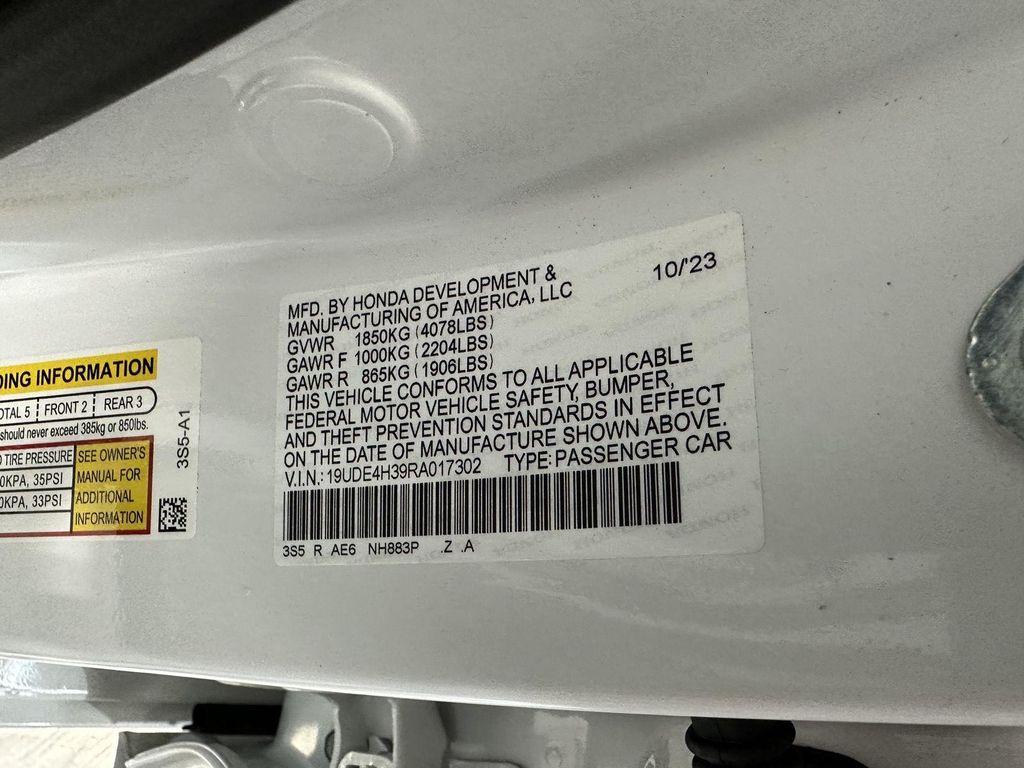 DING INFORMATION
OTAL 5 FRONT 2 REAR 3
should never exceed 385kg or 850lbs.
TIRE PRESSURE
0KPA, 35PSI
0KPA, 33PSI
SEE OWNER'S
MANUAL FOR
ADDITIONAL
INFORMATION
3S5-A1
10/'23
MFD. BY HONDA DEVELOPMENT &
MANUFACTURING OF AMERICA, LLC
GVWR 1850KG (4078LBS)
GAWR F 1000KG (2204LBS)
GAWR R 865KG (1906LBS)
THIS VEHICLE CONFORMS TO ALL APPLICABLE
FEDERAL MOTOR VEHICLE SAFETY, BUMPER,
AND THEFT PREVENTION STANDARDS IN EFFECT
ON THE DATE OF MANUFACTURE SHOWN ABOVE.
V.I.N.: 19UDE4H39RA017302 TYPE: PASSENGER CAR
3S5 R AE6 NH883P .Z .A